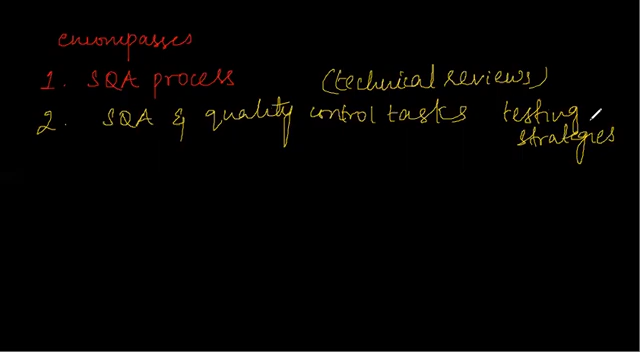 encompasses
1. SQA process (technical reviews)
2. SQA & quality control tasks testing
strategies